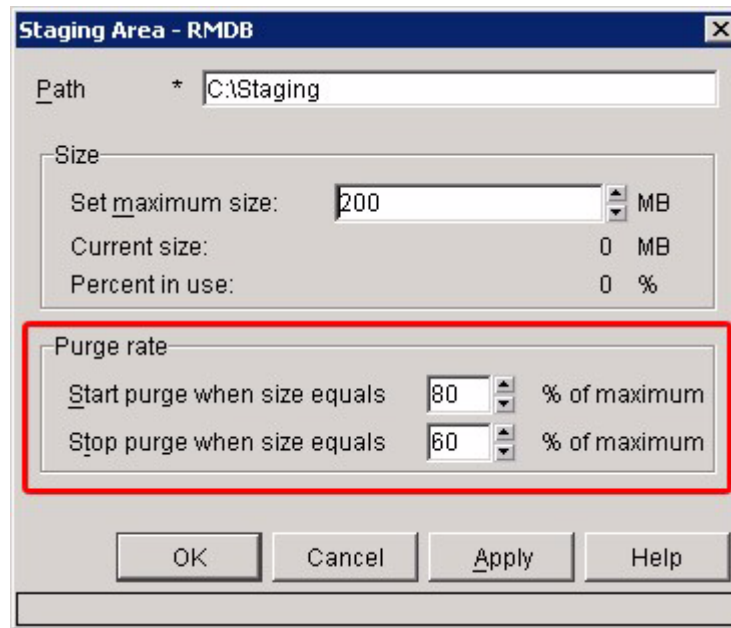 Staging Area - RMDB
Path * C:\Staging
Size
Set maximum size: 200 MB
Current size: 0 MB
Percent in use: 0 %
Purge rate
Start purge when size equals 80 % of maximum
Stop purge when size equals 60 % of maximum
OK Cancel Apply Help